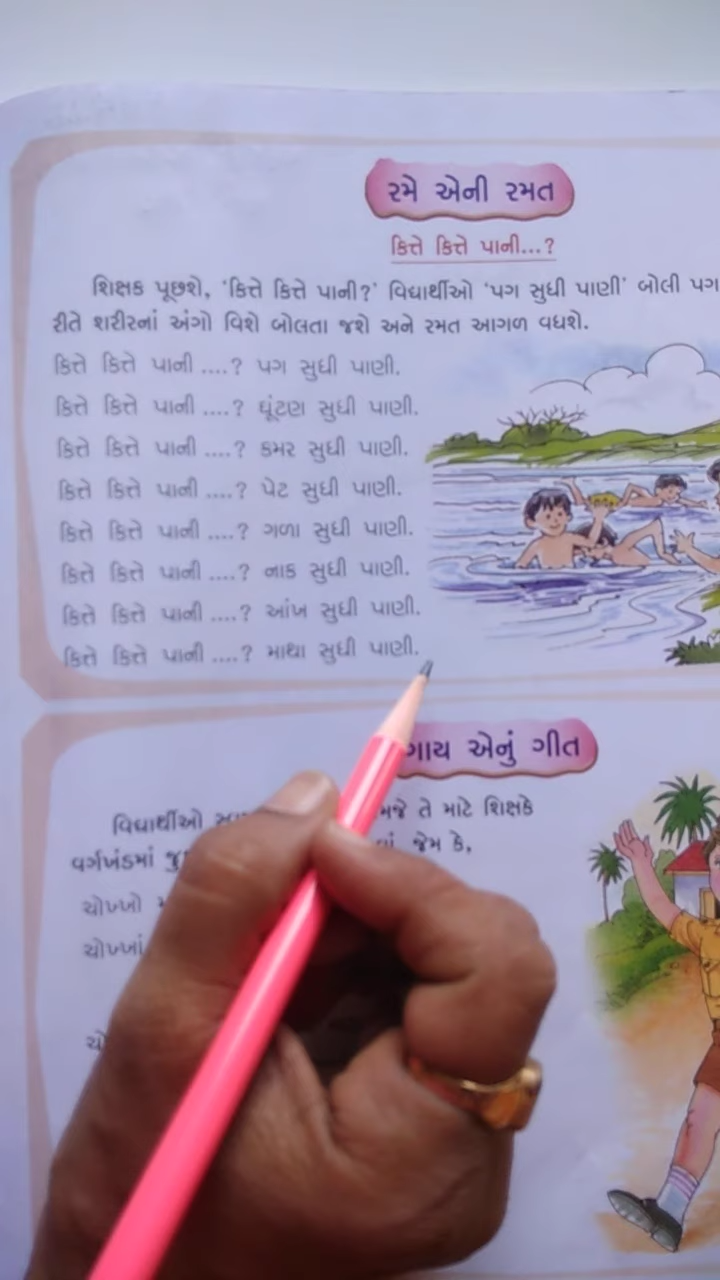 રમે એની રમત
કિત્તે કિત્તે પાની...?
શિક્ષક પૂછશે, 'કિત્તે કિત્તે પાની?' વિદ્યાર્થીઓ 'પગ સુધી પાણી' બોલી પગ
રીતે શરીરનાં અંગો વિશે બોલતા જશે અને રમત આગળ વધશે.
કિત્તે કિત્તે પાની ....? પગ સુધી પાણી.
કિત્તે કિત્તે પાની ....? ઘૂંટણ સુધી પાણી.
કિત્તે કિત્તે પાની ....? કમર સુધી પાણી.
કિત્તે કિત્તે પાની ....? પેટ સુધી પાણી.
કિત્તે કિત્તે પાની ....? ગળા સુધી પાણી.
કિત્તે કિત્તે પાની ....? નાક સુધી પાણી.
કિત્તે કિત્તે પાની ....? આંખ સુધી પાણી.
કિત્તે કિત્તે પાની ....? માથા સુધી પાણી.
ગાય એનું ગીત
વિદ્યાર્થીઓ તે માટે શિક્ષકે
વર્ગખંડમાં જેમ કે,
ચોખ્ખો
ચોખ્ખાં